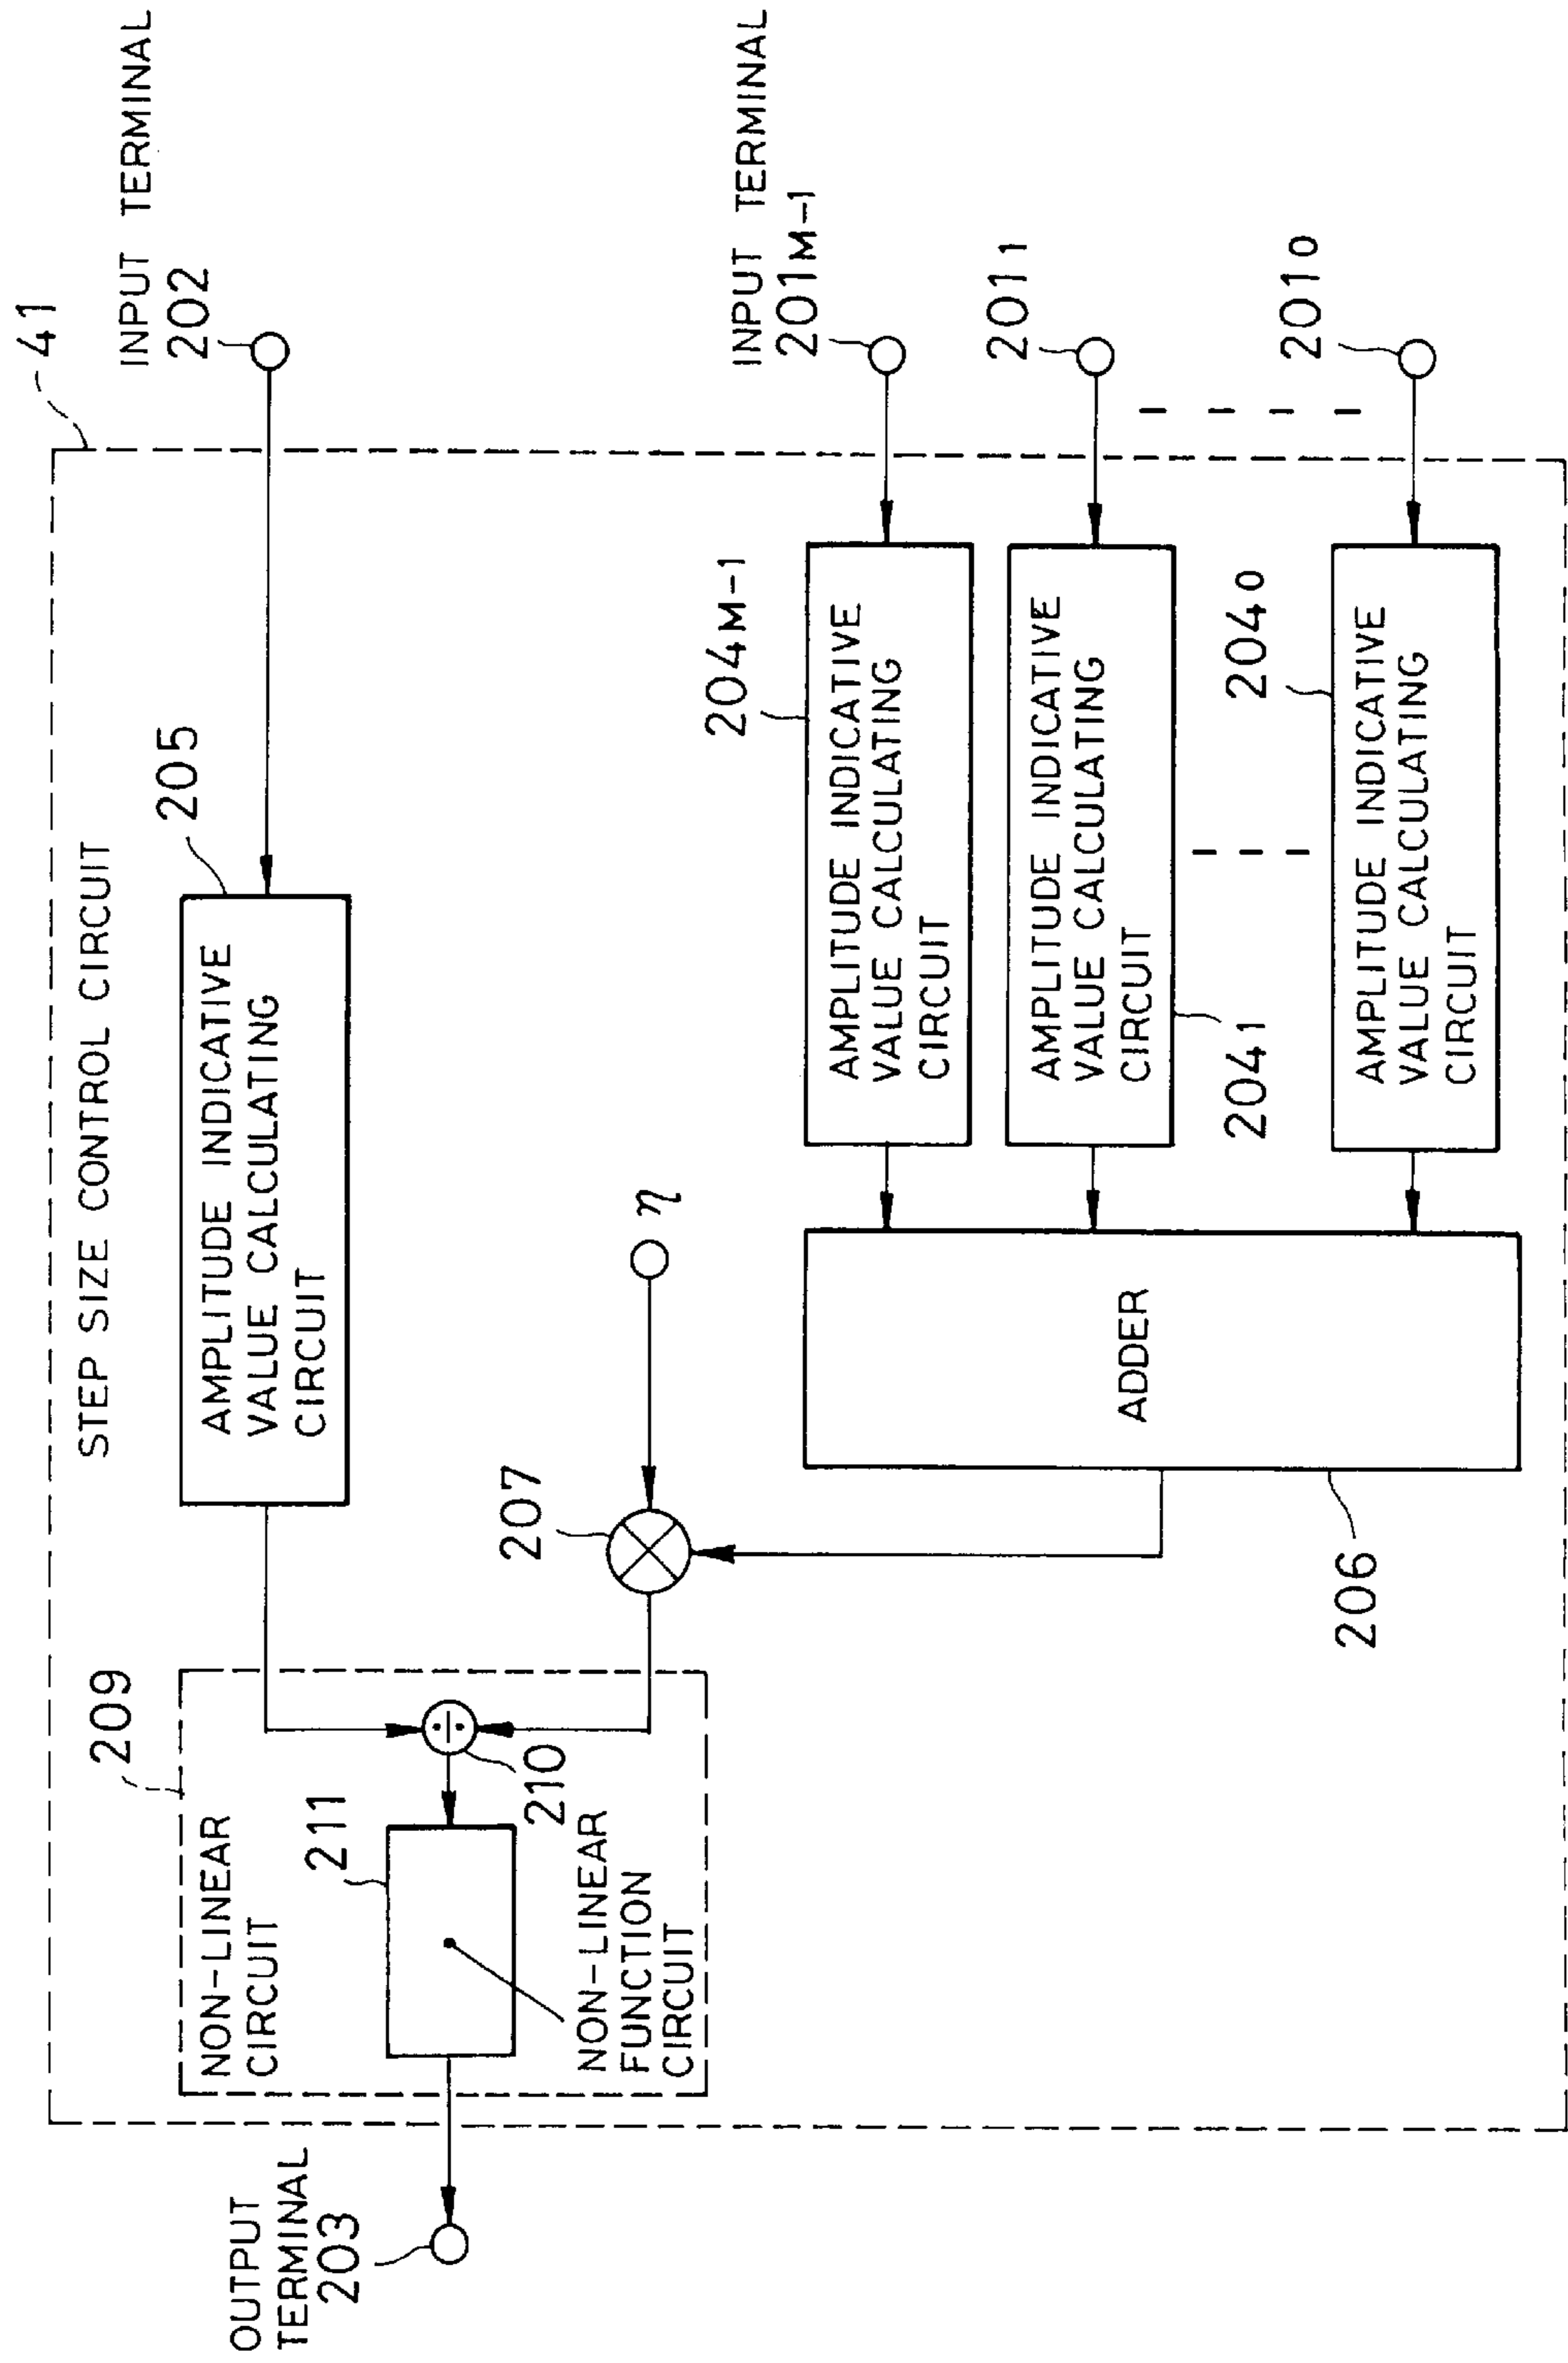 41
STEP SIZE CONTROL CIRCUIT
INPUT TERMINAL
202
205
AMPLITUDE INDICATIVE
VALUE CALCULATING
CIRCUIT
209
NON-LINEAR
CIRCUIT
211
210
NON-LINEAR
FUNCTION
CIRCUIT
OUTPUT
TERMINAL
203
207
η
INPUT TERMINAL
201M-1
204M-1
AMPLITUDE INDICATIVE
VALUE CALCULATING
CIRCUIT
2011
AMPLITUDE INDICATIVE
VALUE CALCULATING
CIRCUIT
2041
2010
2040
AMPLITUDE INDICATIVE
VALUE CALCULATING
CIRCUIT
ADDER
206